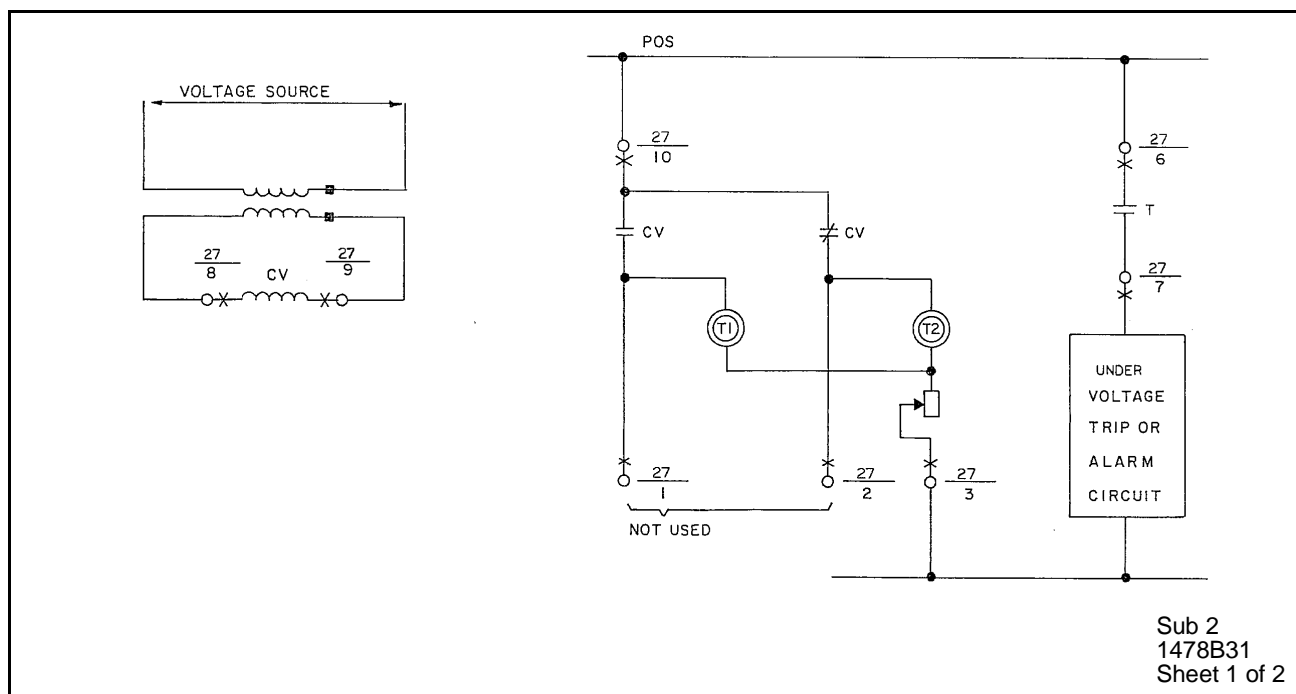 POS
VOLTAGE SOURCE
27
10
27
6
CV
CV
T
27
8
CV
27
9
27
7
T1
T2
UNDER
VOLTAGE
TRIP OR
ALARM
CIRCUIT
27
1
27
2
27
3
NOT USED
Sub 2
1478B31
Sheet 1 of 2